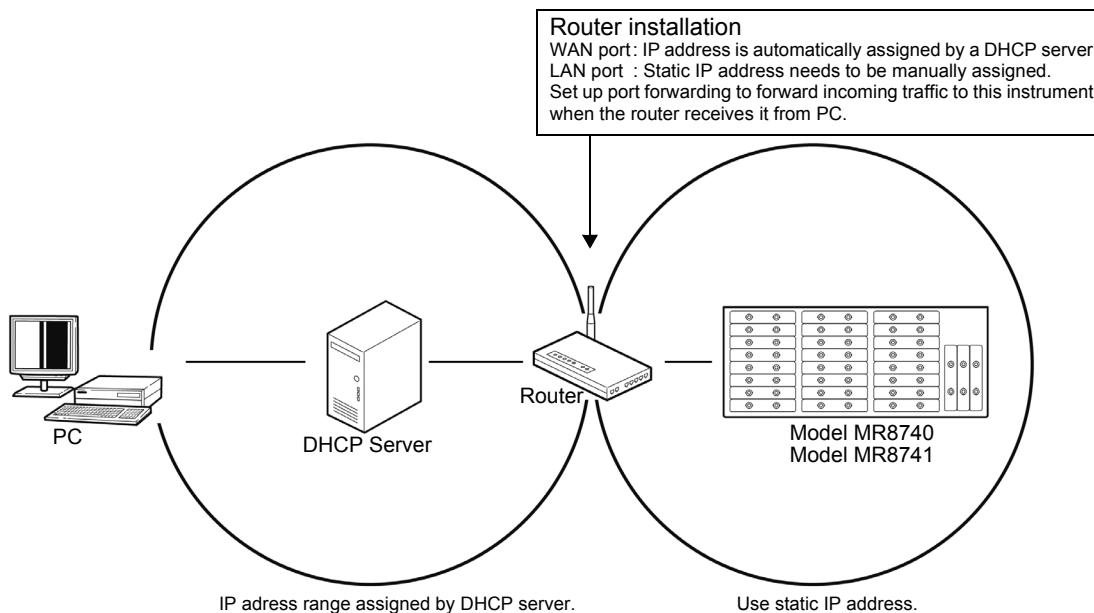 Router installation
WAN port : IP address is automatically assigned by a DHCP server
LAN port : Static IP address needs to be manually assigned.
Set up port forwarding to forward incoming traffic to this instrument
when the router receives it from PC.
PC
DHCP Server
Router
Model MR8740
Model MR8741
IP adress range assigned by DHCP server.
Use static IP address.